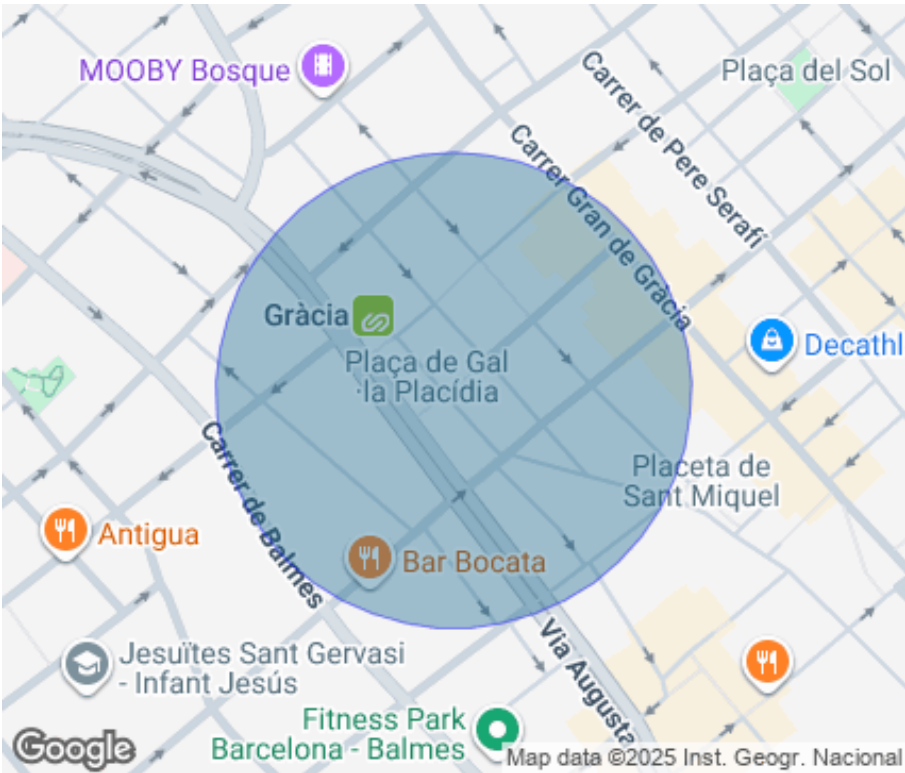 MOOBY Bosque
Plaça del Sol
Carrer de Pere Serafí
Carrer Gran de Gràcia
Gràcia
Plaça de Gal
·la Placídia
Decathl
Carrer de Balmes
Placeta de
Sant Miquel
Antigua
Bar Bocata
Jesuïtes Sant Gervasi
- Infant Jesús
Via Augusta
Fitness Park
Barcelona - Balmes
Google
Map data ©2025 Inst. Geogr. Nacional